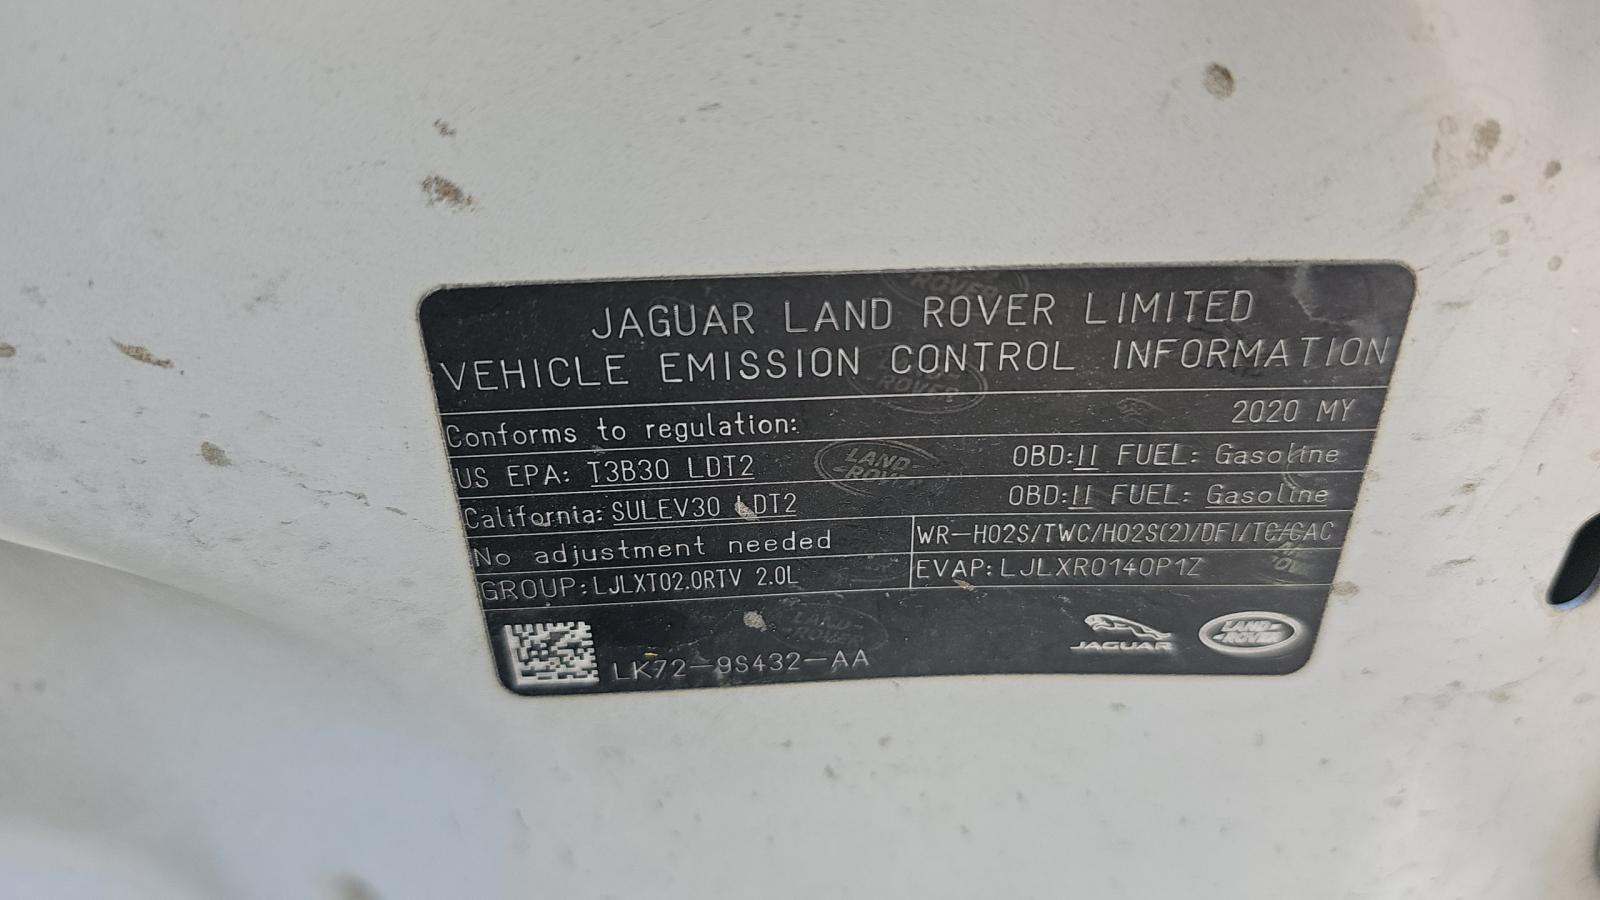 JAGUAR LAND ROVER LIMITED
VEHICLE EMISSION CONTROL INFORMATION
Conforms to regulation: 2020 MY
US EPA: T3B30 LDT2 OBD:II FUEL: Gasoline
California: SULEV30 LDT2 OBD:II FUEL: Gasoline
No adjustment needed WR-HO2S/TWC/HO2S(2)/DFI/TC/CAC
GROUP: LJLXT02.0RTV 2.0L EVAP: LJLXR0140P1Z
LK72-9S432-AA
JAGUAR
LAND-
-ROVER